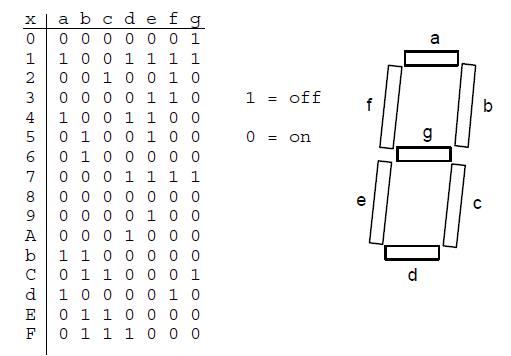 x a b c d e f g
0 0 0 0 0 0 0 1
1 1 0 0 1 1 1 1
2 0 0 1 0 0 1 0
3 0 0 0 0 1 1 0
4 1 0 0 1 1 0 0
5 0 1 0 0 1 0 0
6 0 1 0 0 0 0 0
7 0 0 0 1 1 1 1
8 0 0 0 0 0 0 0
9 0 0 0 0 1 0 0
A 0 0 0 1 0 0 0
b 1 1 0 0 0 0 0
C 0 1 1 0 0 0 1
d 1 0 0 0 0 1 0
E 0 1 1 0 0 0 0
F 0 1 1 1 0 0 0
1 = off
0 = on
a
f
b
g
e
c
d